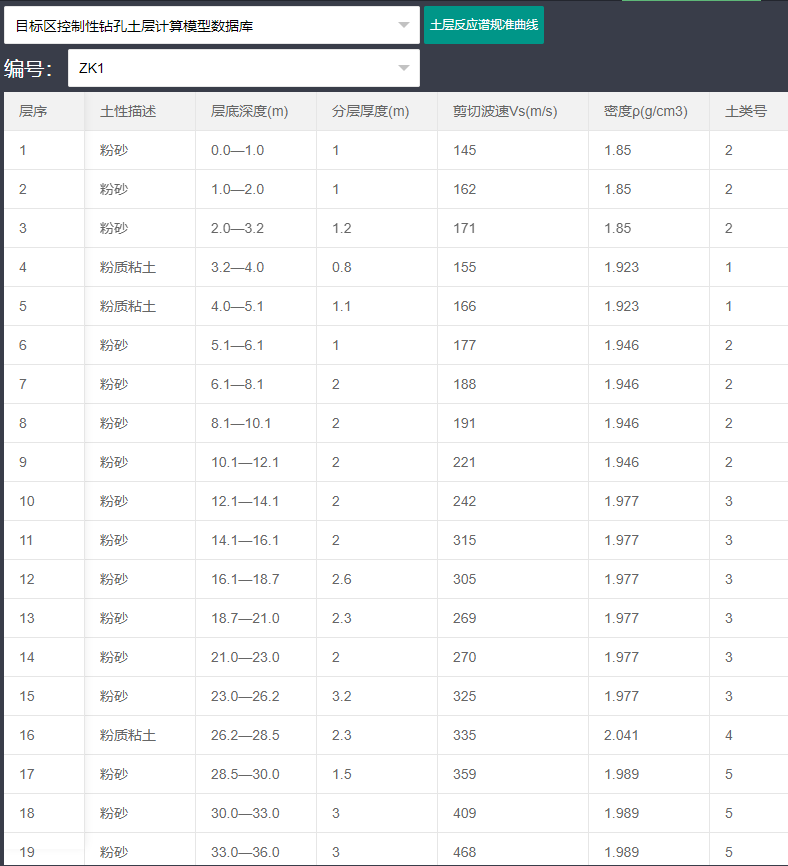 目标区控制性钻孔土层计算模型数据库 土层反应谱规准曲线
编号： ZK1
层序 土性描述 层底深度(m) 分层厚度(m) 剪切波速Vs(m/s) 密度ρ(g/cm3) 土类号
1 粉砂 0.0—1.0 1 145 1.85 2
2 粉砂 1.0—2.0 1 162 1.85 2
3 粉砂 2.0—3.2 1.2 171 1.85 2
4 粉质粘土 3.2—4.0 0.8 155 1.923 1
5 粉质粘土 4.0—5.1 1.1 166 1.923 1
6 粉砂 5.1—6.1 1 177 1.946 2
7 粉砂 6.1—8.1 2 188 1.946 2
8 粉砂 8.1—10.1 2 191 1.946 2
9 粉砂 10.1—12.1 2 221 1.946 2
10 粉砂 12.1—14.1 2 242 1.977 3
11 粉砂 14.1—16.1 2 315 1.977 3
12 粉砂 16.1—18.7 2.6 305 1.977 3
13 粉砂 18.7—21.0 2.3 269 1.977 3
14 粉砂 21.0—23.0 2 270 1.977 3
15 粉砂 23.0—26.2 3.2 325 1.977 3
16 粉质粘土 26.2—28.5 2.3 335 2.041 4
17 粉砂 28.5—30.0 1.5 359 1.989 5
18 粉砂 30.0—33.0 3 409 1.989 5
19 粉砂 33.0—36.0 3 468 1.989 5